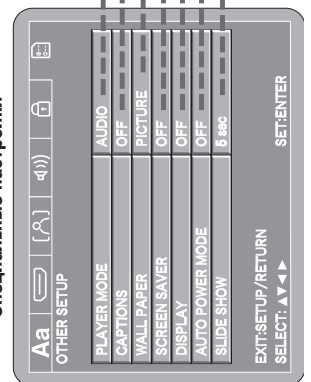 Специальные настройки
Aa
OTHER SETUP
PLAYER MODE AUDIO
CAPTIONS OFF
WALL PAPER PICTURE
SCREEN SAVER OFF
DISPLAY OFF
AUTO POWER MODE OFF
SLIDE SHOW 5 sec
EXIT:SETUP/RETURN
SELECT: ▲▼◄► SET:ENTER